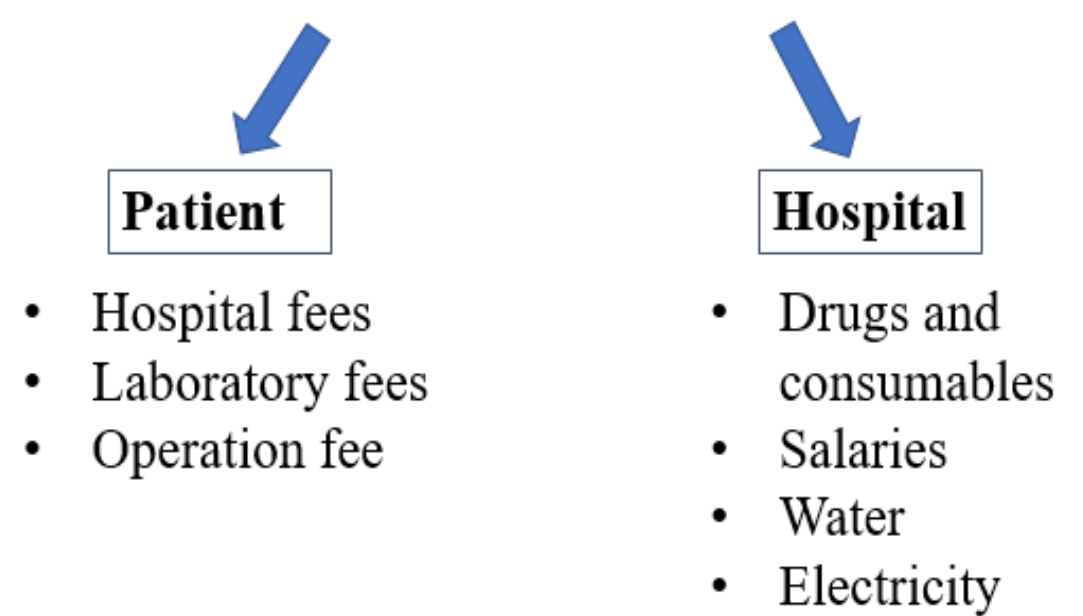 Patient
• Hospital fees
• Laboratory fees
• Operation fee
Hospital
• Drugs and
consumables
• Salaries
• Water
• Electricity